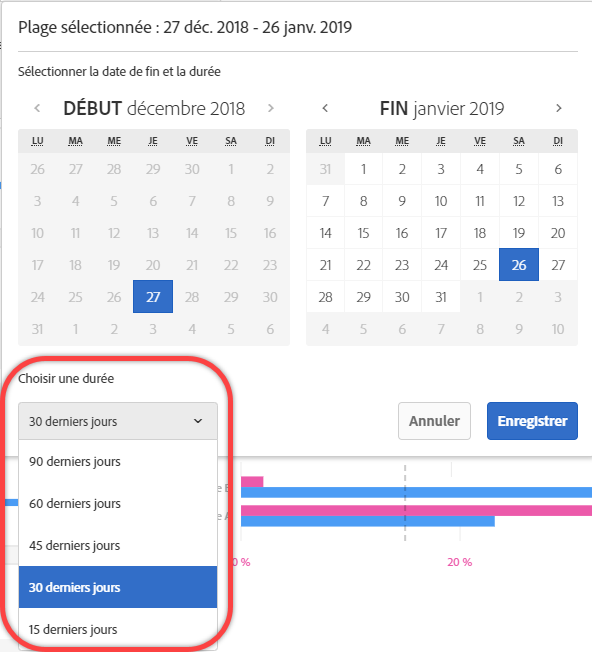 Plage sélectionnée : 27 déc. 2018 - 26 janv. 2019
Sélectionner la date de fin et la durée
DÉBUT décembre 2018
LU MA ME JE VE SA DI
26 27 28 29 30 1 2
3 4 5 6 7 8 9
10 11 12 13 14 15 16
17 18 19 20 21 22 23
24 25 26 27 28 29 30
31 1 2 3 4 5 6
FIN janvier 2019
LU MA ME JE VE SA DI
31 1 2 3 4 5 6
7 8 9 10 11 12 13
14 15 16 17 18 19 20
21 22 23 24 25 26 27
28 29 30 31 1 2 3
4 5 6 7 8 9 10
Choisir une durée
30 derniers jours
Annuler
Enregistrer
90 derniers jours
60 derniers jours
45 derniers jours
30 derniers jours
15 derniers jours
20 %